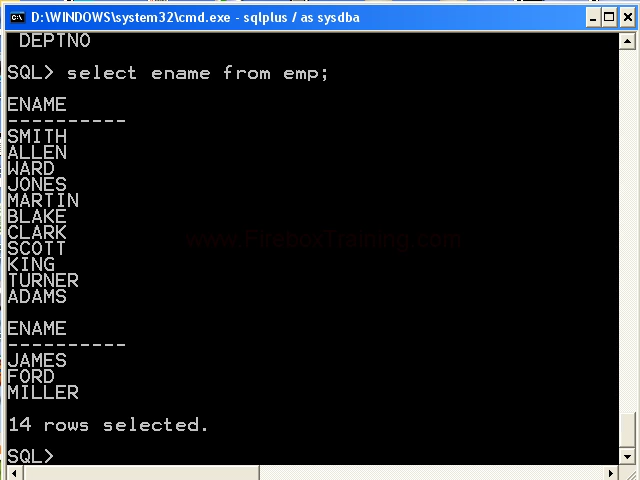 D:\WINDOWS\system32\cmd.exe - sqlplus / as sysdba
DEPTNO
SQL> select ename from emp;
ENAME
----------
SMITH
ALLEN
WARD
JONES
MARTIN
BLAKE
CLARK
SCOTT
KING
TURNER
ADAMS
ENAME
----------
JAMES
FORD
MILLER
14 rows selected.
SQL>
www.FireboxTraining.com